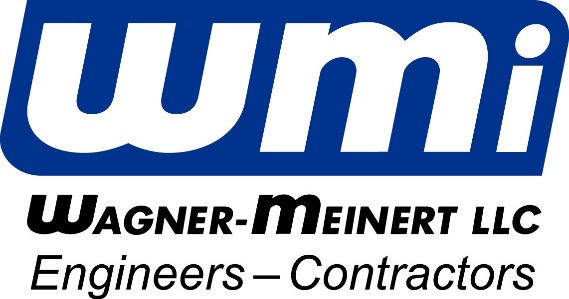 wmi
WAGNER-MEINERT LLC
Engineers – Contractors